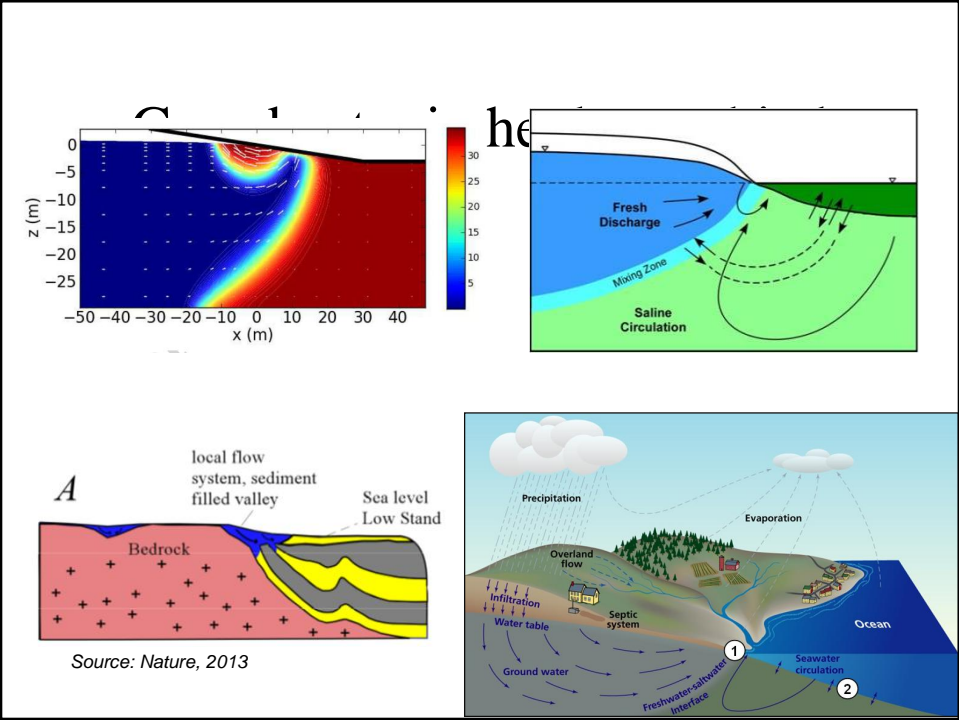 0
−5
−10
−15
−20
−25
z (m)
−50 −40 −30 −20 −10 0 10 20 30 40
x (m)
30
25
20
15
10
5
Fresh
Discharge
Mixing Zone
Saline
Circulation
A
local flow
system, sediment
filled valley
Sea level
Low Stand
Bedrock
Source: Nature, 2013
Precipitation
Evaporation
Overland
flow
Infiltration
Water table
Septic
system
Ocean
1
Seawater
circulation
Ground water
Freshwater-saltwater
Interface
2